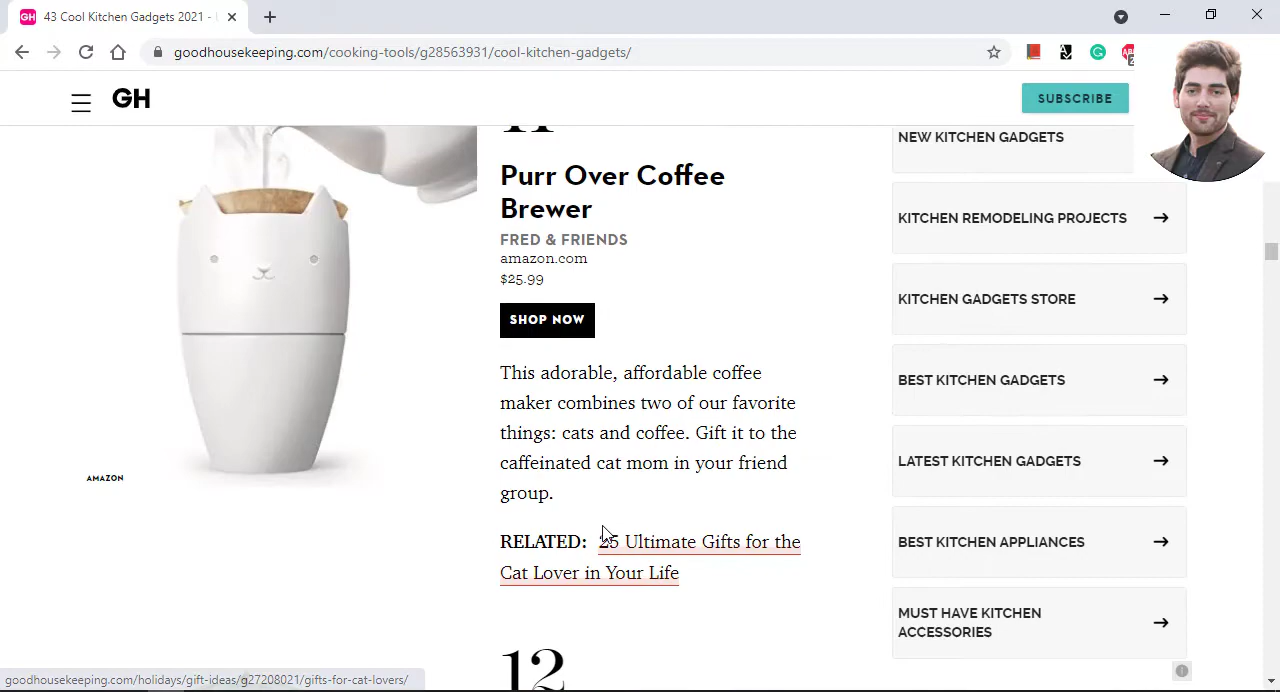 GH 43 Cool Kitchen Gadgets 2021 -
goodhousekeeping.com/cooking-tools/g28563931/cool-kitchen-gadgets/
GH
SUBSCRIBE
11
Purr Over Coffee
Brewer
FRED & FRIENDS
amazon.com
$25.99
SHOP NOW
This adorable, affordable coffee
maker combines two of our favorite
things: cats and coffee. Gift it to the
caffeinated cat mom in your friend
group.
RELATED: 25 Ultimate Gifts for the
Cat Lover in Your Life
12
AMAZON
NEW KITCHEN GADGETS
KITCHEN REMODELING PROJECTS
KITCHEN GADGETS STORE
BEST KITCHEN GADGETS
LATEST KITCHEN GADGETS
BEST KITCHEN APPLIANCES
MUST HAVE KITCHEN
ACCESSORIES
goodhousekeeping.com/holidays/gift-ideas/g27208021/gifts-for-cat-lovers/